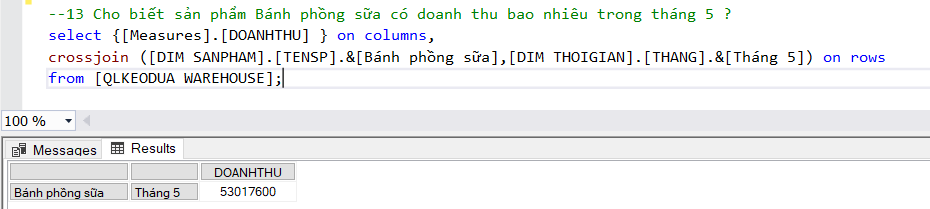 --13 Cho biết sản phẩm Bánh phồng sữa có doanh thu bao nhiêu trong tháng 5 ?
select {[Measures].[DOANHTHU] } on columns,
crossjoin ([DIM SANPHAM].[TENSP].&[Bánh phồng sữa],[DIM THOIGIAN].[THANG].&[Tháng 5]) on rows
from [QLKEODUA WAREHOUSE];
100 %
Messages Results
DOANHTHU
Bánh phồng sữa Tháng 5 53017600